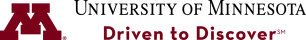 M®
University of Minnesota
Driven to Discover℠